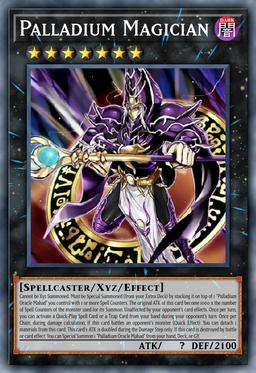 PALLADIUM MAGICIAN
DARK
闇
[SPELLCASTER/XYZ/EFFECT]
Cannot be Xyz Summoned. Must be Special Summoned (from your Extra Deck) by stacking it on top of 1 "Palladium
Oracle Mahad" you control with 1 or more Spell Counters. The original ATK of this card become 1000 x the number
of Spell Counters of the monster used for its Summon. Unaffected by your opponent's card effects. Once per turn,
you can activate a Quick-Play Spell Card or a Trap Card from your hand during your opponent's turn. Once per
Chain, during damage calculation, if this card battles an opponent's monster (Quick Effect): You can detach
materials from this card; This card's ATK is doubled during the Damage Step only. If this card is destroyed by battle
or card effect: You can Special Summon 1 "Palladium Oracle Mahad" from your hand, Deck, or GY.
ATK/ ? DEF/2100